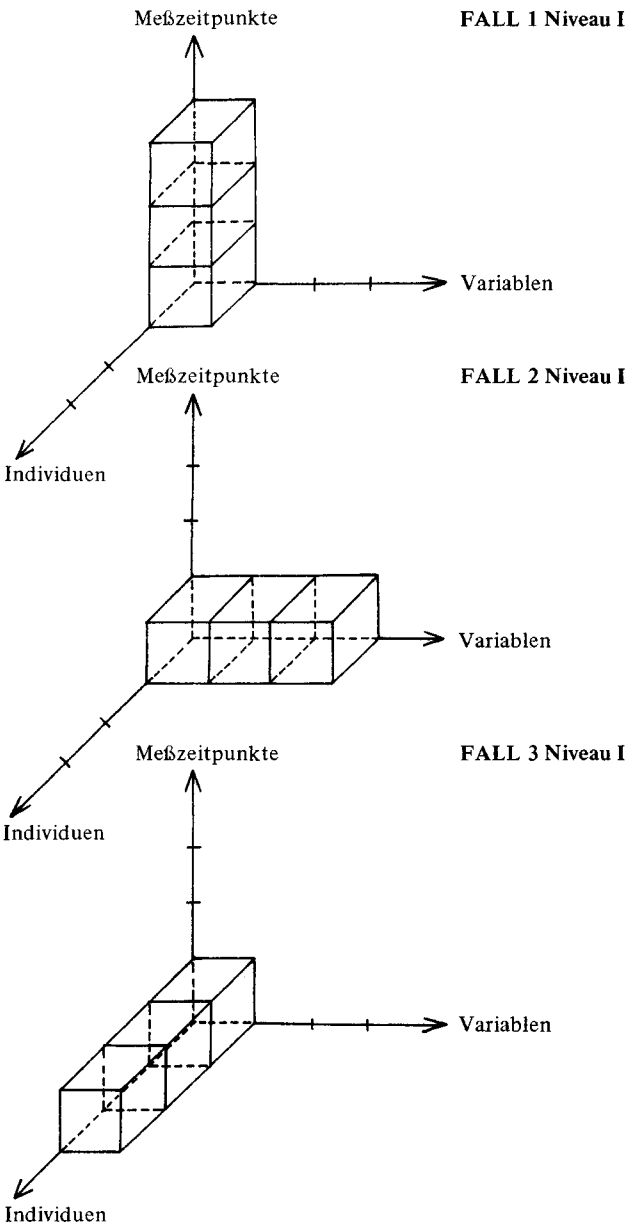 Meßzeitpunkte FALL 1 Niveau I
Variablen
Individuen
Meßzeitpunkte FALL 2 Niveau I
Variablen
Individuen
Meßzeitpunkte FALL 3 Niveau I
Variablen
Individuen